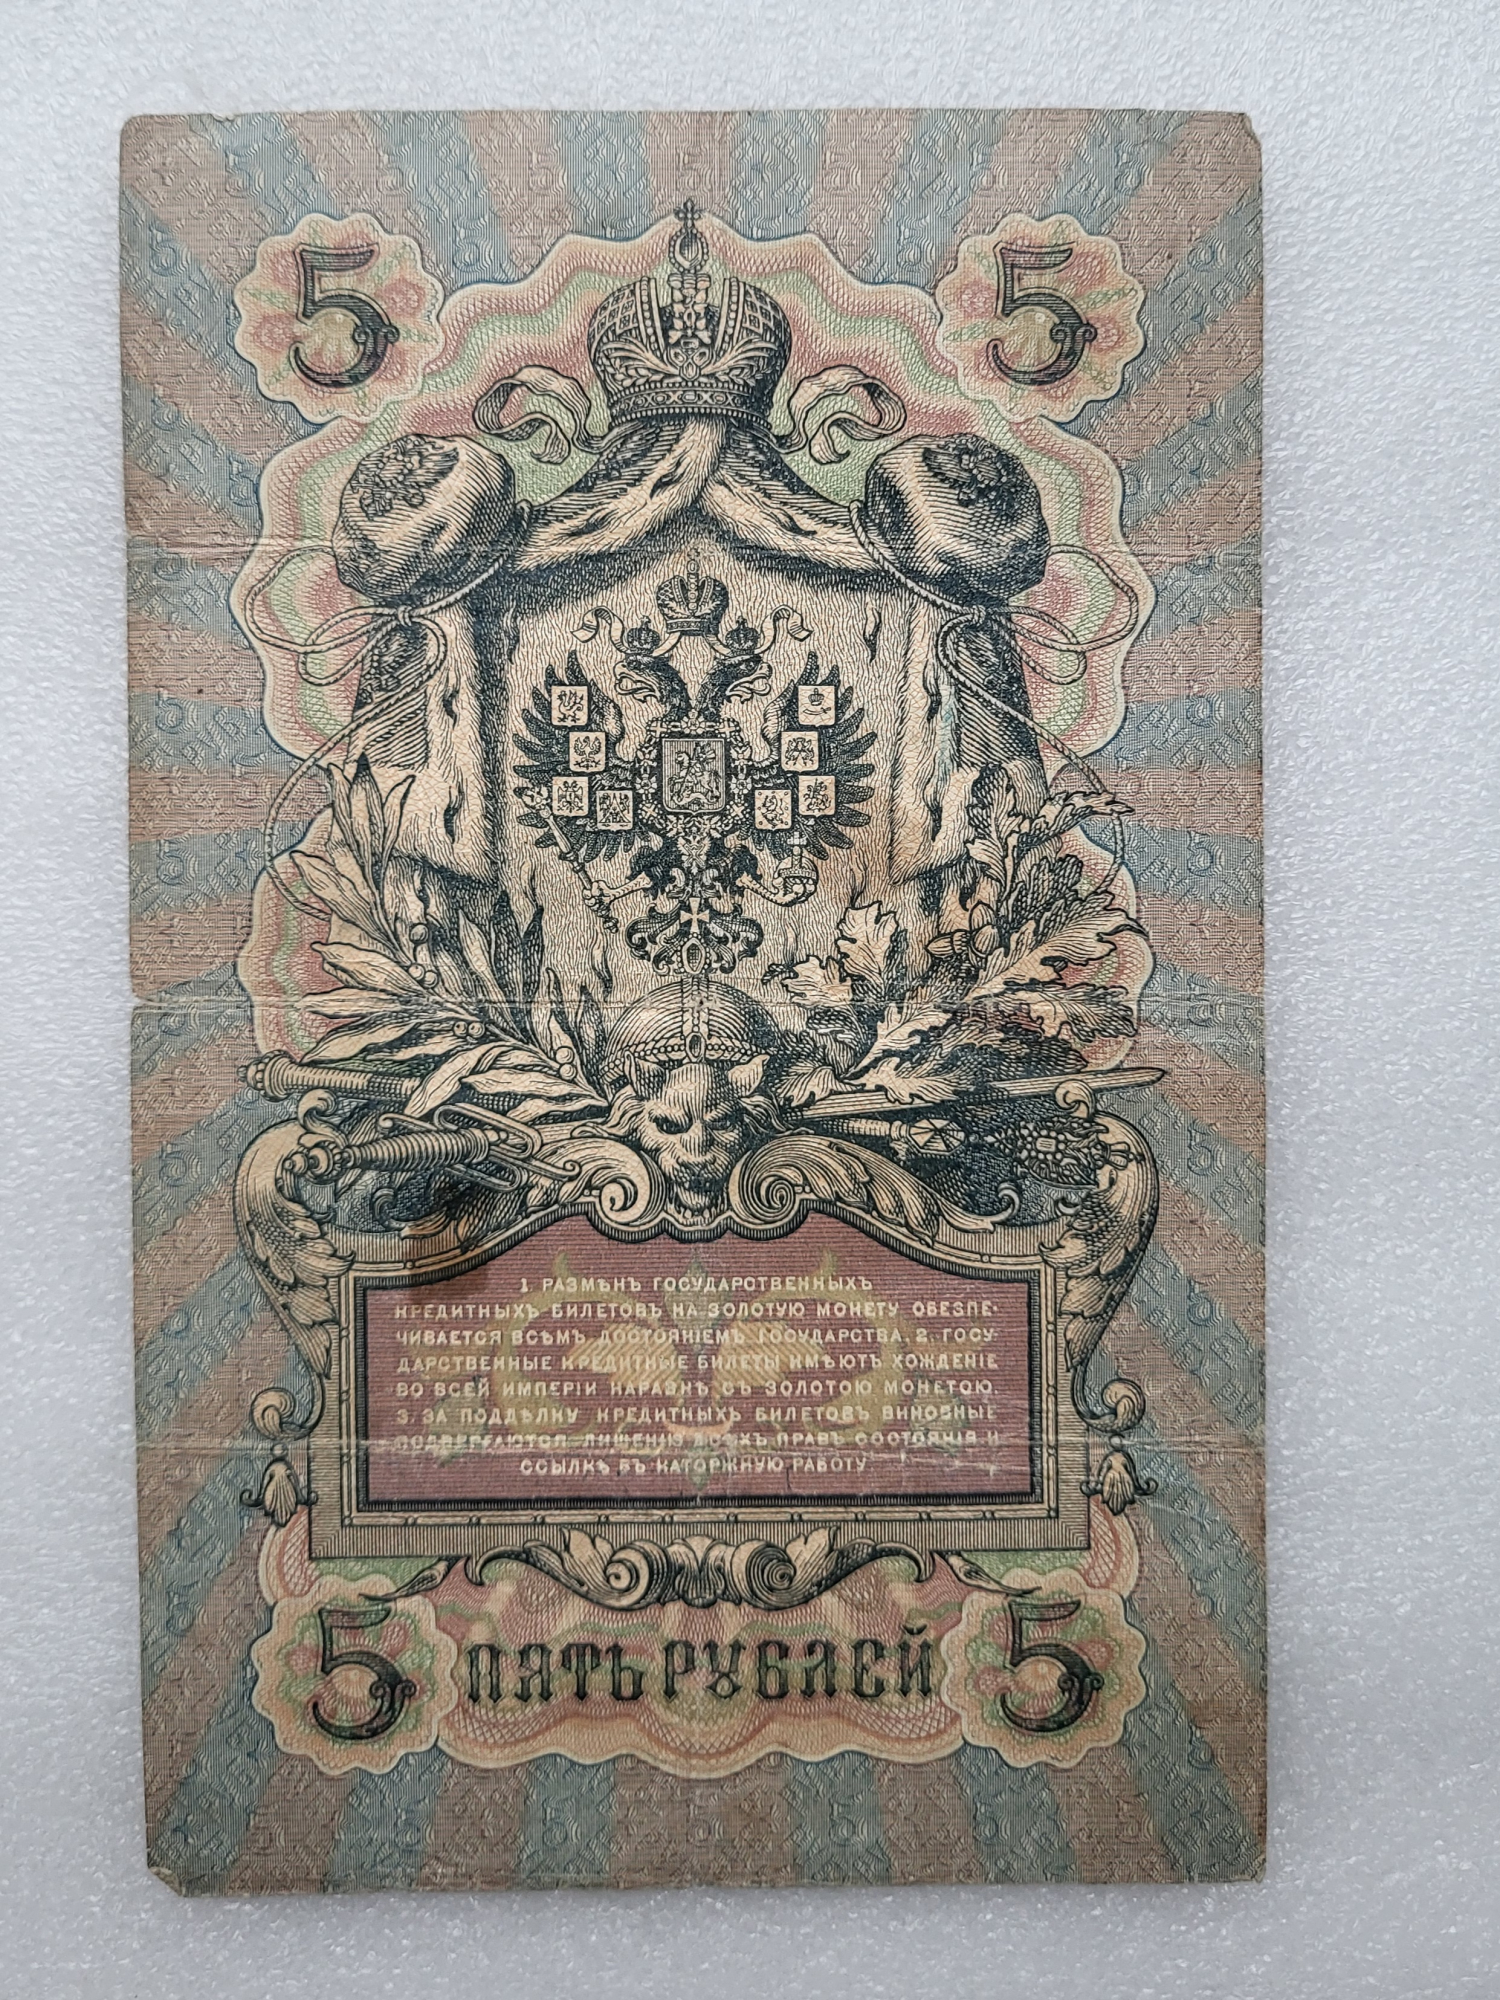 5 5
1. РАЗМѢНЪ ГОСУДАРСТВЕННЫХЪ
КРЕДИТНЫХЪ БИЛЕТОВЪ НА ЗОЛОТУЮ МОНЕТУ ОБЕЗПЕ-
ЧИВАЕТСЯ ВСѢМЪ ДОСТОЯНІЕМЪ ГОСУДАРСТВА. 2. ГОСУ-
ДАРСТВЕННЫЕ КРЕДИТНЫЕ БИЛЕТЫ ИМѢЮТЪ ХОЖДЕНІЕ
ВО ВСЕЙ ИМПЕРІИ НАРАВНѢ СЪ ЗОЛОТОЮ МОНЕТОЮ.
3. ЗА ПОДДѢЛКУ КРЕДИТНЫХЪ БИЛЕТОВЪ ВИНОВНЫЕ
ПОДВЕРГАЮТСЯ ЛИШЕНІЮ ВСѢХЪ ПРАВЪ СОСТОЯНІЯ И
ССЫЛКѢ ВЪ КАТОРЖНУЮ РАБОТУ
5 ПЯТЬ РУБЛЕЙ 5